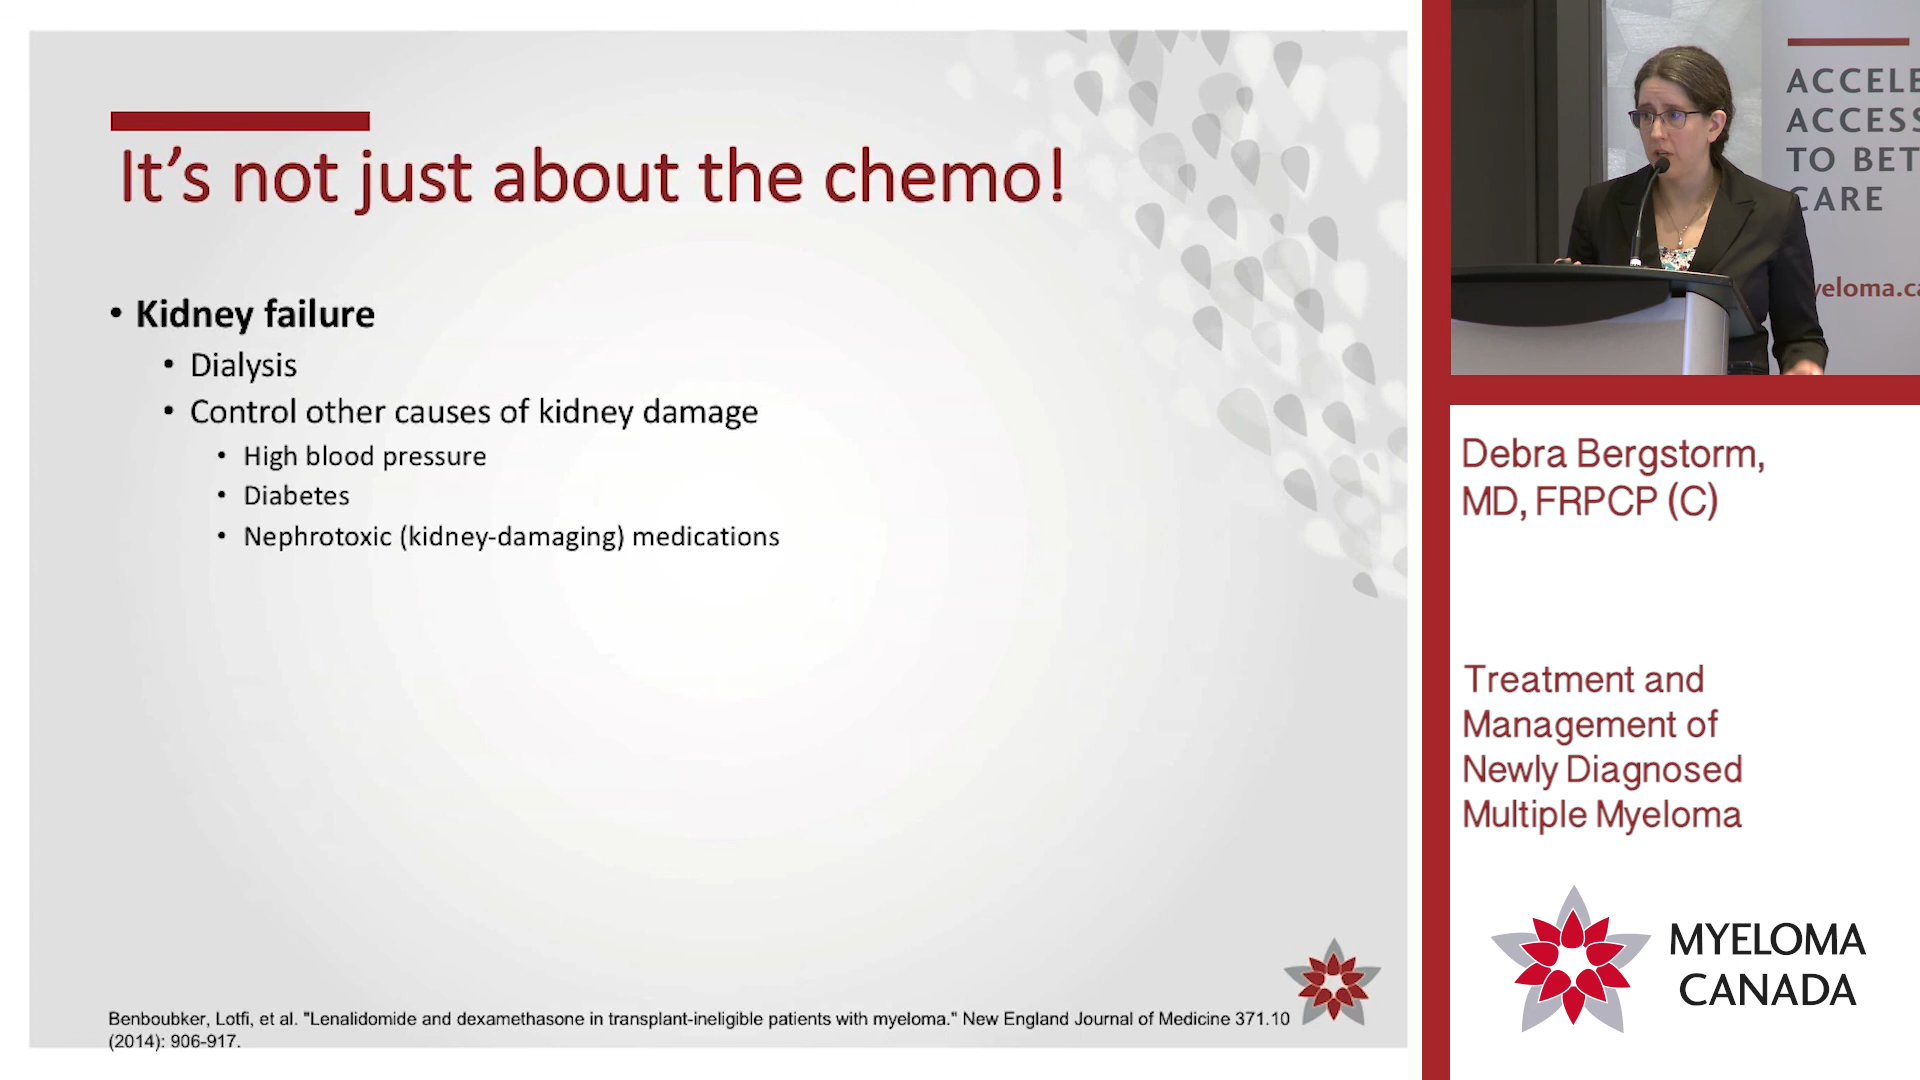 It's not just about the chemo!
• Kidney failure
• Dialysis
• Control other causes of kidney damage
• High blood pressure
• Diabetes
• Nephrotoxic (kidney-damaging) medications
Benboubker, Lotfi, et al. "Lenalidomide and dexamethasone in transplant-ineligible patients with myeloma." New England Journal of Medicine 371.10
(2014): 906-917.
ACCELE
ACCESS
TO BET
CARE
yeloma.ca
Debra Bergstorm,
MD, FRPCP (C)
Treatment and
Management of
Newly Diagnosed
Multiple Myeloma
MYELOMA
CANADA